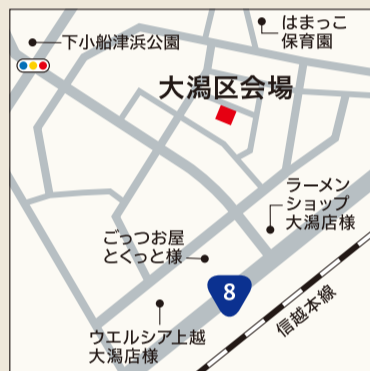 はまっこ
保育園
下小船津浜公園
大潟区会場
ラーメン
ショップ
大潟店様
ごっつお屋
とくっと様
8
信越本線
ウエルシア上越
大潟店様